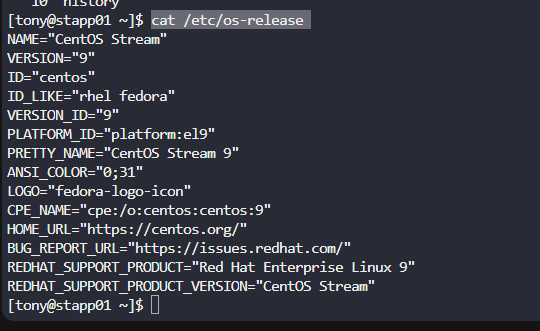 10  history
[tony@stapp01 ~]$ cat /etc/os-release
NAME="CentOS Stream"
VERSION="9"
ID="centos"
ID_LIKE="rhel fedora"
VERSION_ID="9"
PLATFORM_ID="platform:el9"
PRETTY_NAME="CentOS Stream 9"
ANSI_COLOR="0;31"
LOGO="fedora-logo-icon"
CPE_NAME="cpe:/o:centos:centos:9"
HOME_URL="https://centos.org/"
BUG_REPORT_URL="https://issues.redhat.com/"
REDHAT_SUPPORT_PRODUCT="Red Hat Enterprise Linux 9"
REDHAT_SUPPORT_PRODUCT_VERSION="CentOS Stream"
[tony@stapp01 ~]$